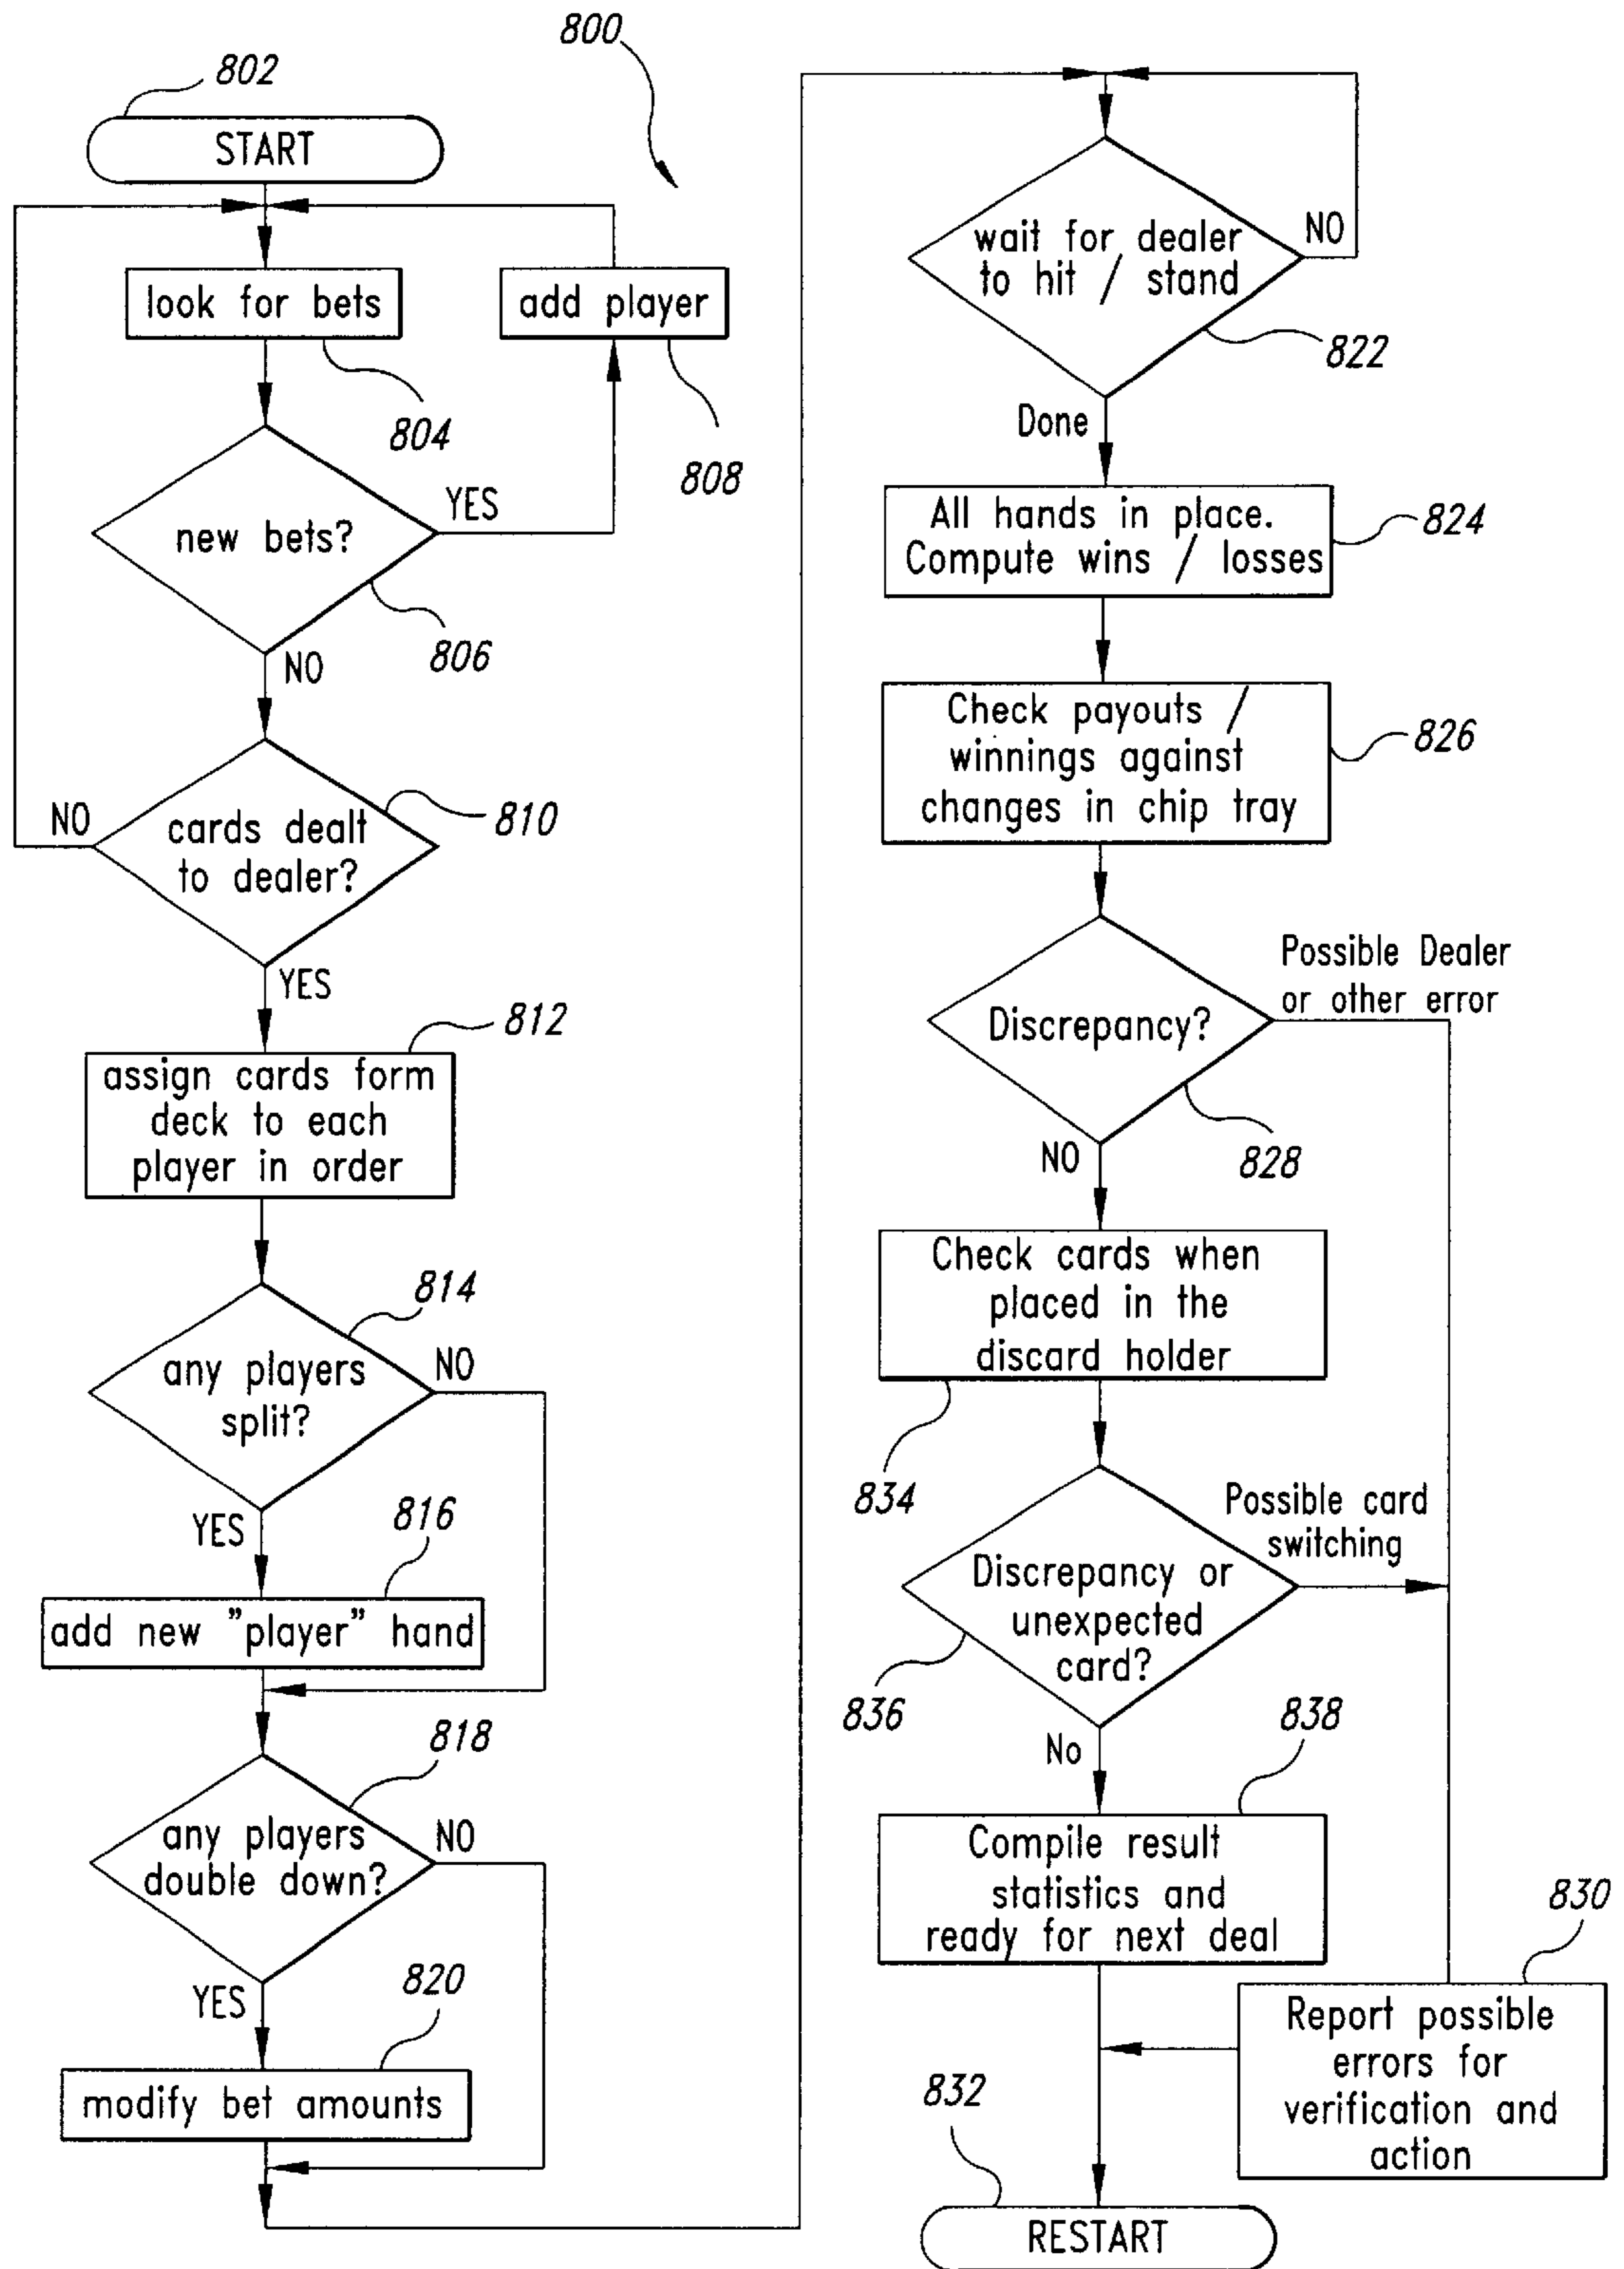 800
802
START
look for bets
804
add player
808
new bets?
YES
806
NO
cards dealt
to dealer?
810
NO
YES
812
assign cards form
deck to each
player in order
814
any players
split?
NO
YES
816
add new "player" hand
818
any players
double down?
NO
YES
820
modify bet amounts
wait for dealer
to hit / stand
NO
822
Done
All hands in place.
Compute wins / losses
824
Check payouts /
winnings against
changes in chip tray
826
Discrepancy?
Possible Dealer
or other error
828
NO
Check cards when
placed in the
discard holder
834
Possible card
switching
Discrepancy or
unexpected
card?
836
No
838
Compile result
statistics and
ready for next deal
830
Report possible
errors for
verification and
action
832
RESTART